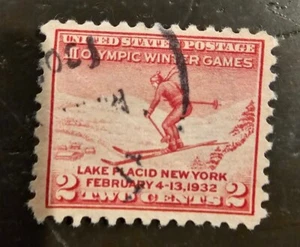 UNITED STATES POSTAGE
III OLYMPIC WINTER GAMES
LAKE PLACID NEW YORK
FEBRUARY 4-13, 1932
2 TWO CENTS 2